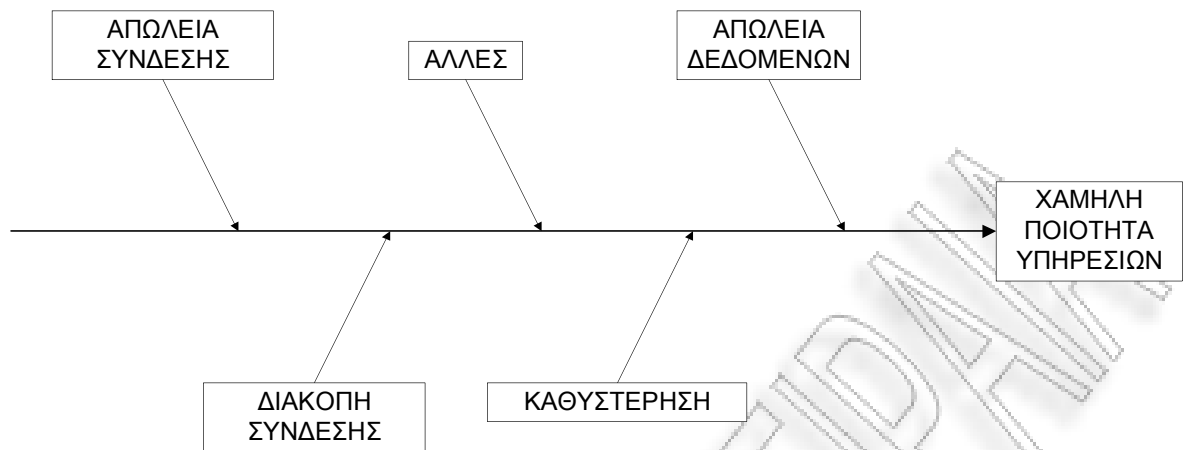 ΑΠΩΛΕΙΑ
ΣΥΝΔΕΣΗΣ
ΑΛΛΕΣ
ΑΠΩΛΕΙΑ
ΔΕΔΟΜΕΝΩΝ
ΧΑΜΗΛΗ
ΠΟΙΟΤΗΤΑ
ΥΠΗΡΕΣΙΩΝ
ΔΙΑΚΟΠΗ
ΣΥΝΔΕΣΗΣ
ΚΑΘΥΣΤΕΡΗΣΗ